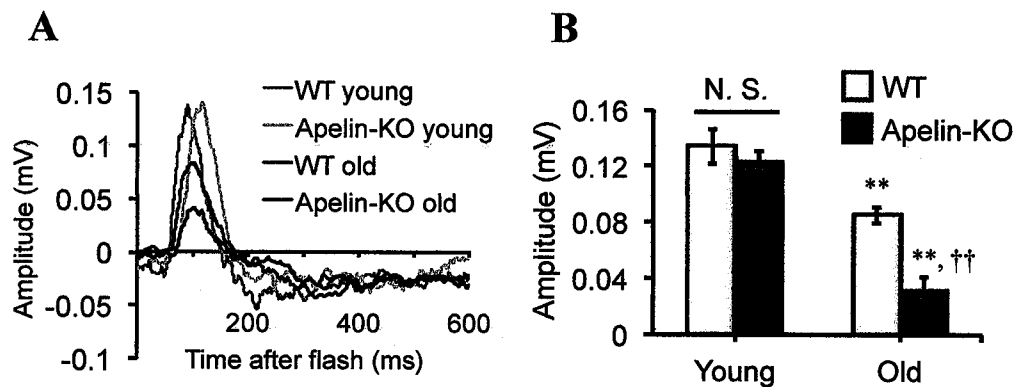 A
Amplitude (mV)
0.15
0.1
0.05
0
-0.05
-0.1
WT young
Apelin-KO young
WT old
Apelin-KO old
200
400
600
Time after flash (ms)
B
Amplitude (mV)
0.16
0.12
0.08
0.04
0
N. S.
WT
Apelin-KO
**
**, ††
Young
Old